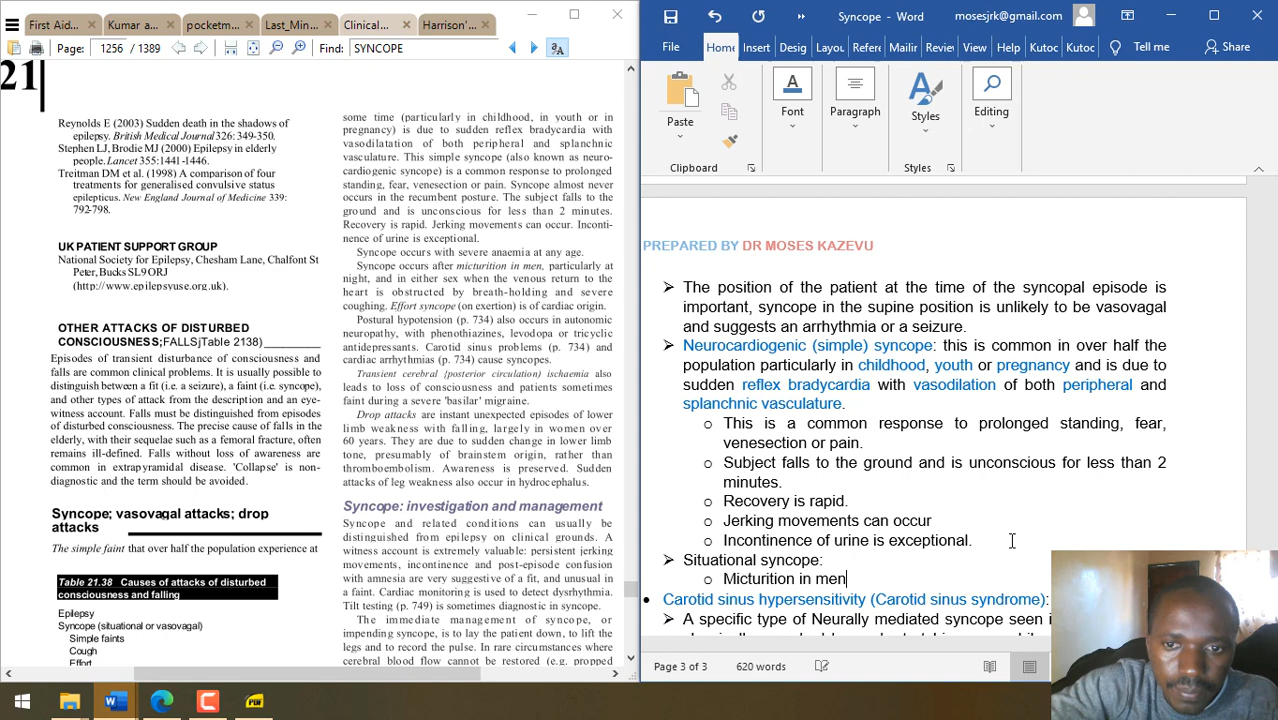 First Aid...
Kumar a...
pocketm...
Last_Min...
Clinical...
Harrison'...
Page: 1256 / 1389
Find: SYNCOPE
21
Reynolds E (2003) Sudden death in the shadows of
epilepsy. British Medical Journal 326: 349-350.
Stephen LJ, Brodie MJ (2000) Epilepsy in elderly
people. Lancet 355:1441-1446.
Treitman DM et al. (1998) A comparison of four
treatments for generalised convulsive status
epilepticus. New England Journal of Medicine 339:
792-798.
UK PATIENT SUPPORT GROUP
National Society for Epilepsy, Chesham Lane, Chalfont St
Peter, Bucks SL9 ORJ
(http://www.epilepsyuse.org.uk).
OTHER ATTACKS OF DISTURBED
CONSCIOUSNESS;FALLSjTable 2138)
Episodes of transient disturbance of consciousness and
falls are common clinical problems. It is usually possible to
distinguish between a fit (i.e. a seizure), a faint (i.e. syncope),
and other types of attack from the description and an eye-
witness account. Falls must be distinguished from episodes
of disturbed consciousness. The precise cause of falls in the
elderly, with their sequelae such as a femoral fracture, often
remains ill-defined. Falls without loss of awareness are
common in extrapyramidal disease. 'Collapse' is non-
diagnostic and the term should be avoided.
Syncope; vasovagal attacks; drop
attacks
The simple faint that over half the population experience at
Table 21.38 Causes of attacks of disturbed
consciousness and falling
Epilepsy
Syncope (situational or vasovagal)
Simple faints
Cough
Effort
some time (particularly in childhood, in youth or in
pregnancy) is due to sudden reflex bradycardia with
vasodilatation of both peripheral and splanchnic
vasculature. This simple syncope (also known as neuro-
cardiogenic syncope) is a common response to prolonged
standing, fear, venesection or pain. Syncope almost never
occurs in the recumbent posture. The subject falls to the
ground and is unconscious for less than 2 minutes.
Recovery is rapid. Jerking movements can occur. Inconti-
nence of urine is exceptional.
Syncope occurs with severe anaemia at any age.
Syncope occurs after micturition in men, particularly at
night, and in either sex when the venous return to the
heart is obstructed by breath-holding and severe
coughing. Effort syncope (on exertion) is of cardiac origin.
Postural hypotension (p. 734) also occurs in autonomic
neuropathy, with phenothiazines, levodopa or tricyclic
antidepressants. Carotid sinus problems (p. 734) and
cardiac arrhythmias (p. 734) cause syncopes.
Transient cerebral {posterior circulation) ischaemia also
leads to loss of consciousness and patients sometimes
faint during a severe 'basilar' migraine.
Drop attacks are instant unexpected episodes of lower
limb weakness with falling, largely in women over
60 years. They are due to sudden change in lower limb
tone, presumably of brainstem origin, rather than
thromboembolism. Awareness is preserved. Sudden
attacks of leg weakness also occur in hydrocephalus.
Syncope: investigation and management
Syncope and related conditions can usually be
distinguished from epilepsy on clinical grounds. A
witness account is extremely valuable: persistent jerking
movements, incontinence and post-episode confusion
with amnesia are very suggestive of a fit, and unusual in
a faint. Cardiac monitoring is used to detect dysrhythmia.
Tilt testing (p. 749) is sometimes diagnostic in syncope.
The immediate management of syncope, or
impending syncope, is to lay the patient down, to lift the
legs and to record the pulse. In rare circumstances where
cerebral blood flow cannot be restored (e.g. propped
Syncope - Word
mosesjrk@gmail.com
File Home Insert Desig Layou Refere Mailir Review View Help Kutoc Kutoc Tell me Share
Paste
Font
Paragraph
Styles
Editing
Clipboard
Styles
PREPARED BY DR MOSES KAZEVU
➢ The position of the patient at the time of the syncopal episode is
important, syncope in the supine position is unlikely to be vasovagal
and suggests an arrhythmia or a seizure.
➢ Neurocardiogenic (simple) syncope: this is common in over half the
population particularly in childhood, youth or pregnancy and is due to
sudden reflex bradycardia with vasodilation of both peripheral and
splanchnic vasculature.
o This is a common response to prolonged standing, fear,
venesection or pain.
o Subject falls to the ground and is unconscious for less than 2
minutes.
o Recovery is rapid.
o Jerking movements can occur
o Incontinence of urine is exceptional.
➢ Situational syncope:
o Micturition in men
• Carotid sinus hypersensitivity (Carotid sinus syndrome):
➢ A specific type of Neurally mediated syncope seen i
Page 3 of 3
620 words